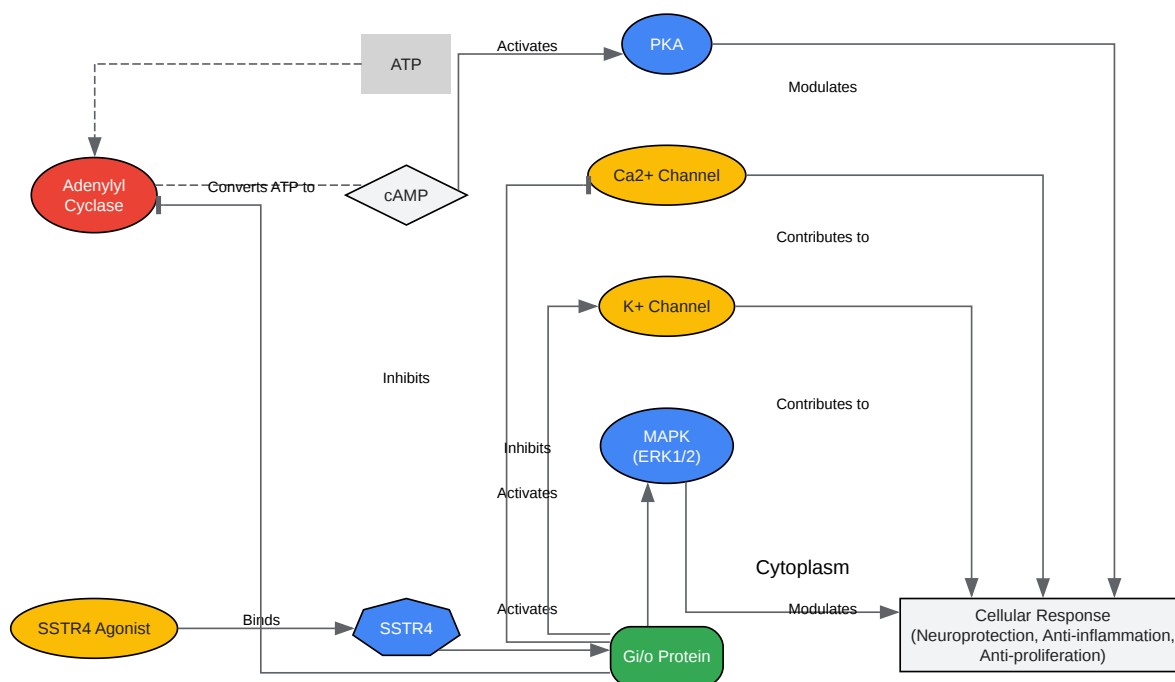 Activates
PKA
ATP
Modulates
Adenylyl
Cyclase
Converts ATP to
cAMP
Ca2+ Channel
Contributes to
K+ Channel
Inhibits
Contributes to
MAPK
(ERK1/2)
Inhibits
Activates
Cytoplasm
SSTR4 Agonist
Binds
SSTR4
Activates
Gi/o Protein
Modulates
Cellular Response
(Neuroprotection, Anti-inflammation,
Anti-proliferation)